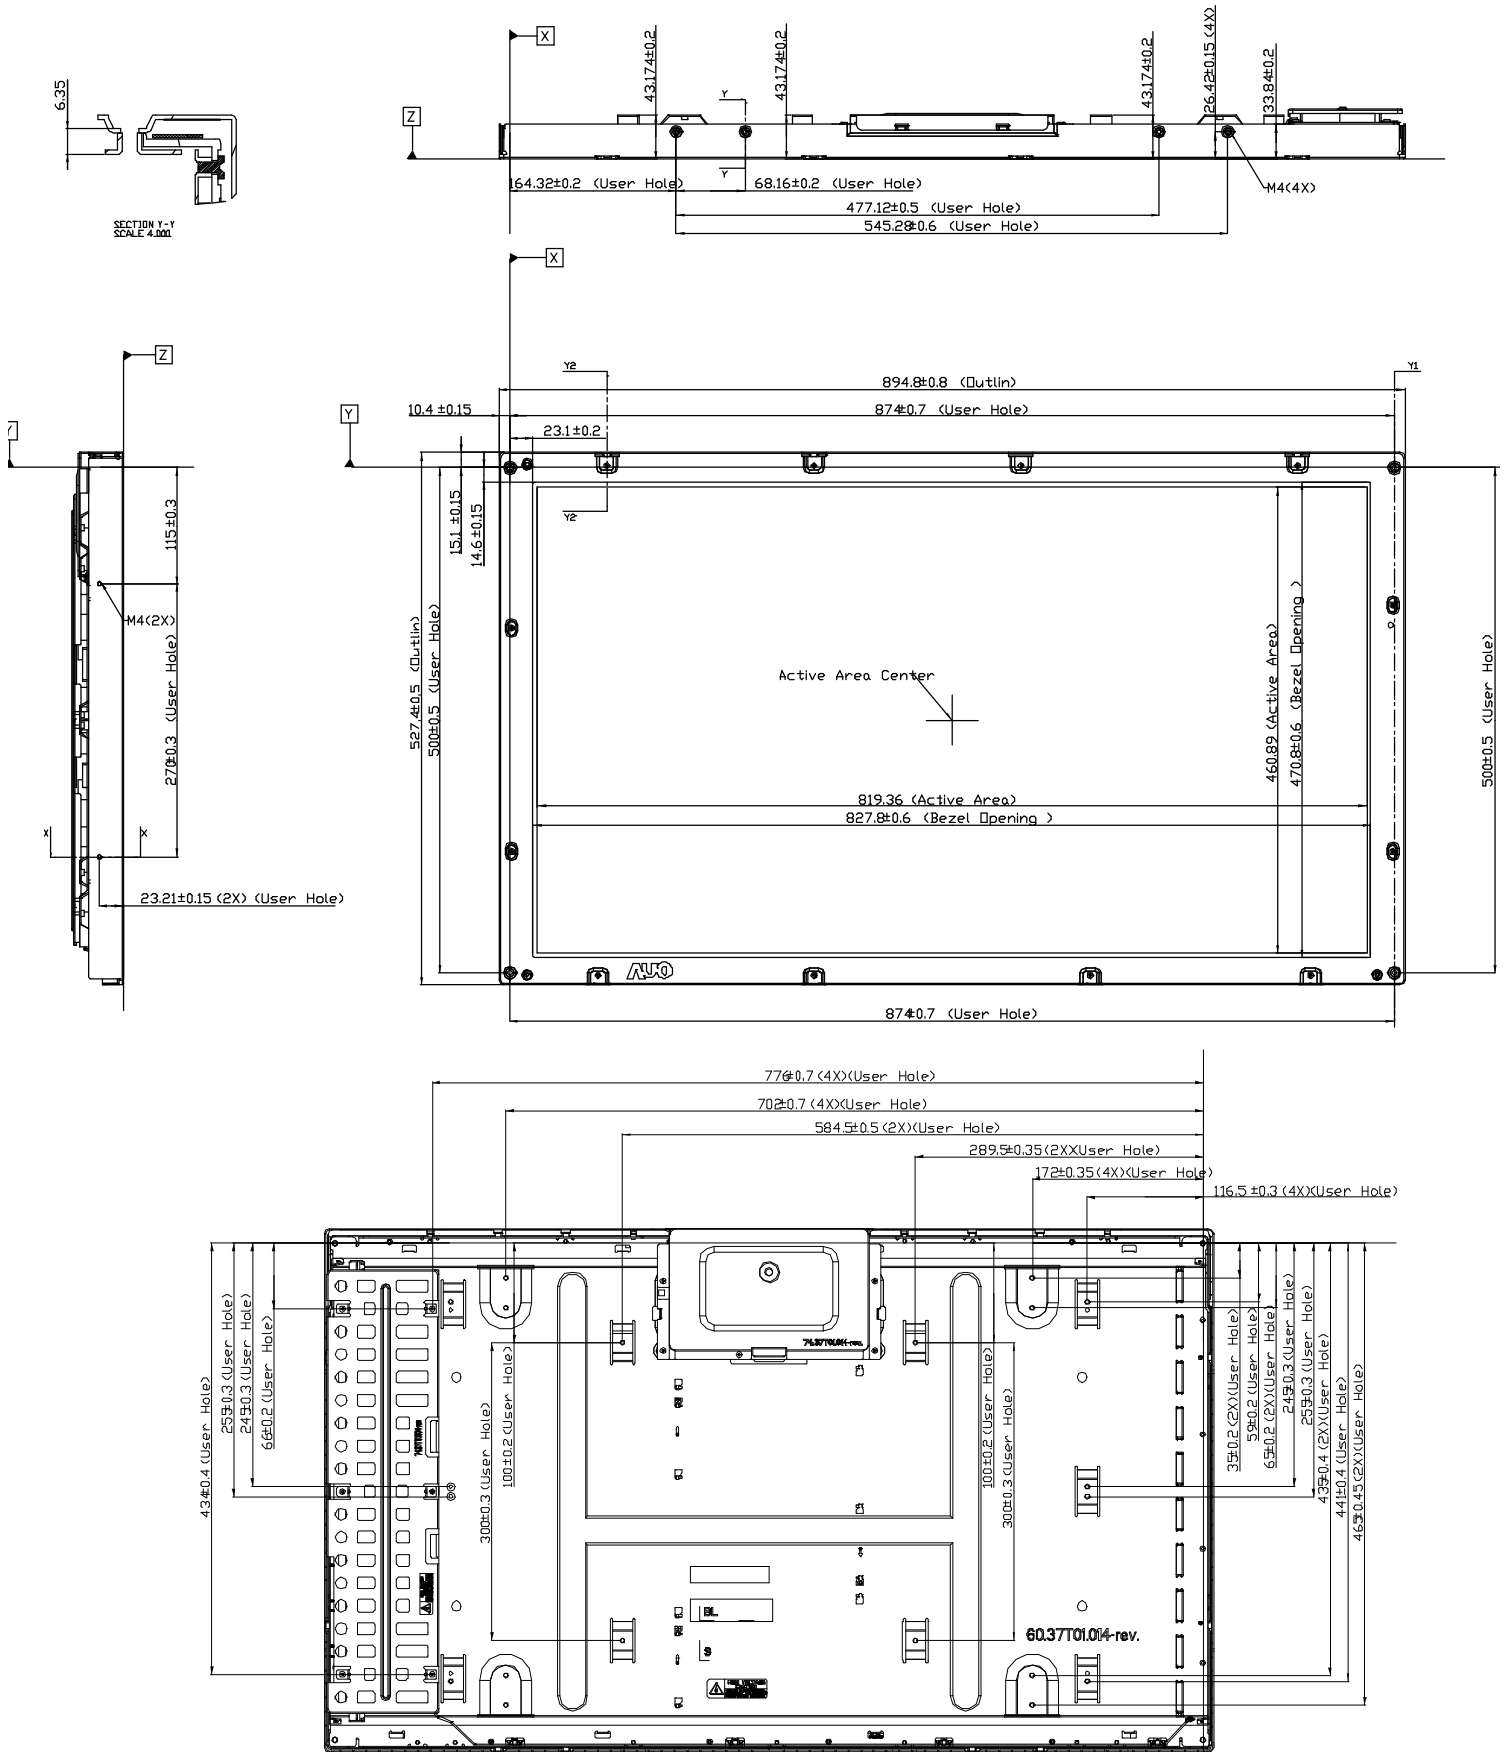 X
43.174±0.2
43.174±0.2
43.174±0.2
26.42±0.15 (4X)
33.84±0.2
6.35
Z
Y
Y
164.32±0.2 (User Hole)
68.16±0.2 (User Hole)
M4(4X)
477.12±0.5 (User Hole)
545.28±0.6 (User Hole)
SECTION Y-Y
SCALE 4.000
X
Z
Y2
Y1
894.8±0.8 (Outlin)
10.4 ±0.15
874±0.7 (User Hole)
Y
Y
23.1±0.2
15.1 ±0.15
14.6±0.15
Y2
115±0.3
M4(2X)
270±0.3 (User Hole)
527.4±0.5 (Outlin)
500±0.5 (User Hole)
Active Area Center
460.89 (Active Area)
470.8±0.6 (Bezel Opening )
500±0.5 (User Hole)
819.36 (Active Area)
827.8±0.6 (Bezel Opening )
X
X
23.21±0.15 (2X) (User Hole)
AUO
874±0.7 (User Hole)
776±0.7 (4X)(User Hole)
702±0.7 (4X)(User Hole)
584.5±0.5 (2X)(User Hole)
289.5±0.35(2X)(User Hole)
172±0.35(4X)(User Hole)
116.5 ±0.3 (4X)(User Hole)
434±0.4 (User Hole)
255±0.3 (User Hole)
245±0.3 (User Hole)
66±0.2 (User Hole)
74.37T01.014-rev.
300±0.3 (User Hole)
100±0.2 (User Hole)
100±0.2 (User Hole)
300±0.3 (User Hole)
35±0.2 (2X)(User Hole)
59±0.2 (User Hole)
65±0.2 (2X)(User Hole)
245±0.3 (User Hole)
255±0.3 (User Hole)
435±0.4 (2X)(User Hole)
441±0.4 (User Hole)
465±0.45 (2X)(User Hole)
BL
S
60.37T01.014-rev.